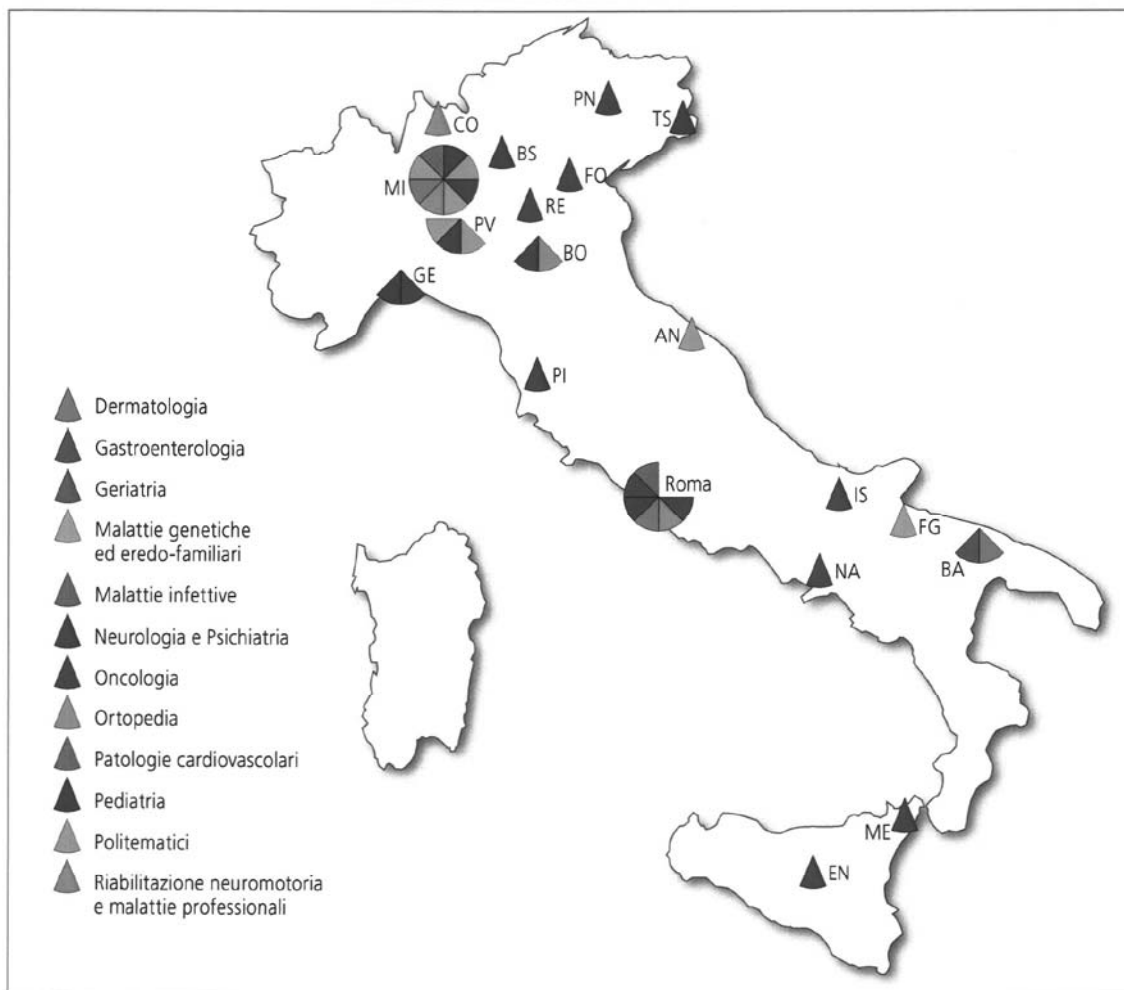 PN
TS
CO
BS
FO
MI
RE
PV
BO
GE
AN
PI
Dermatologia
Gastroenterologia
Geriatria
Malattie genetiche
ed eredo-familiari
Malattie infettive
Neurologia e Psichiatria
Oncologia
Ortopedia
Patologie cardiovascolari
Pediatria
Politematici
Riabilitazione neuromotoria
e malattie professionali
Roma
IS
FG
BA
NA
ME
EN